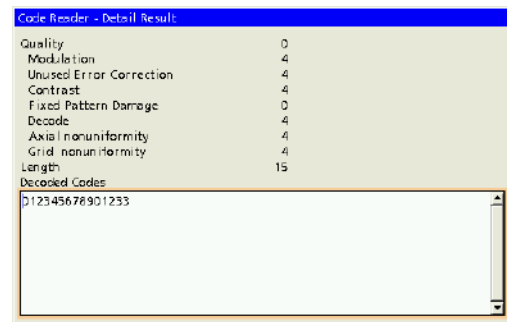 Code Reader - Detail Result
Quality 0
Modulation 4
Unused Error Correction 4
Contrast 4
Fixed Pattern Damage 0
Decode 4
Axial nonuniformity 4
Grid nonuniformity 4
Length 15
Decoded Codes
012345678901233